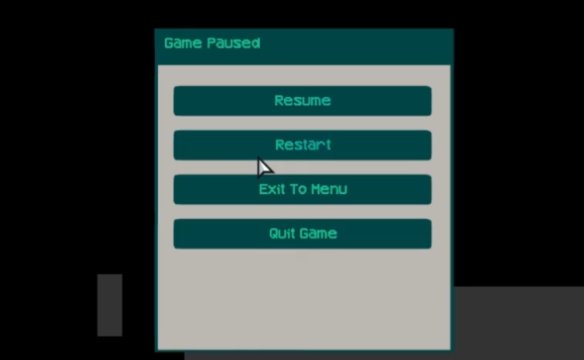 Game Paused
Resume
Restart
Exit To Menu
Quit Game